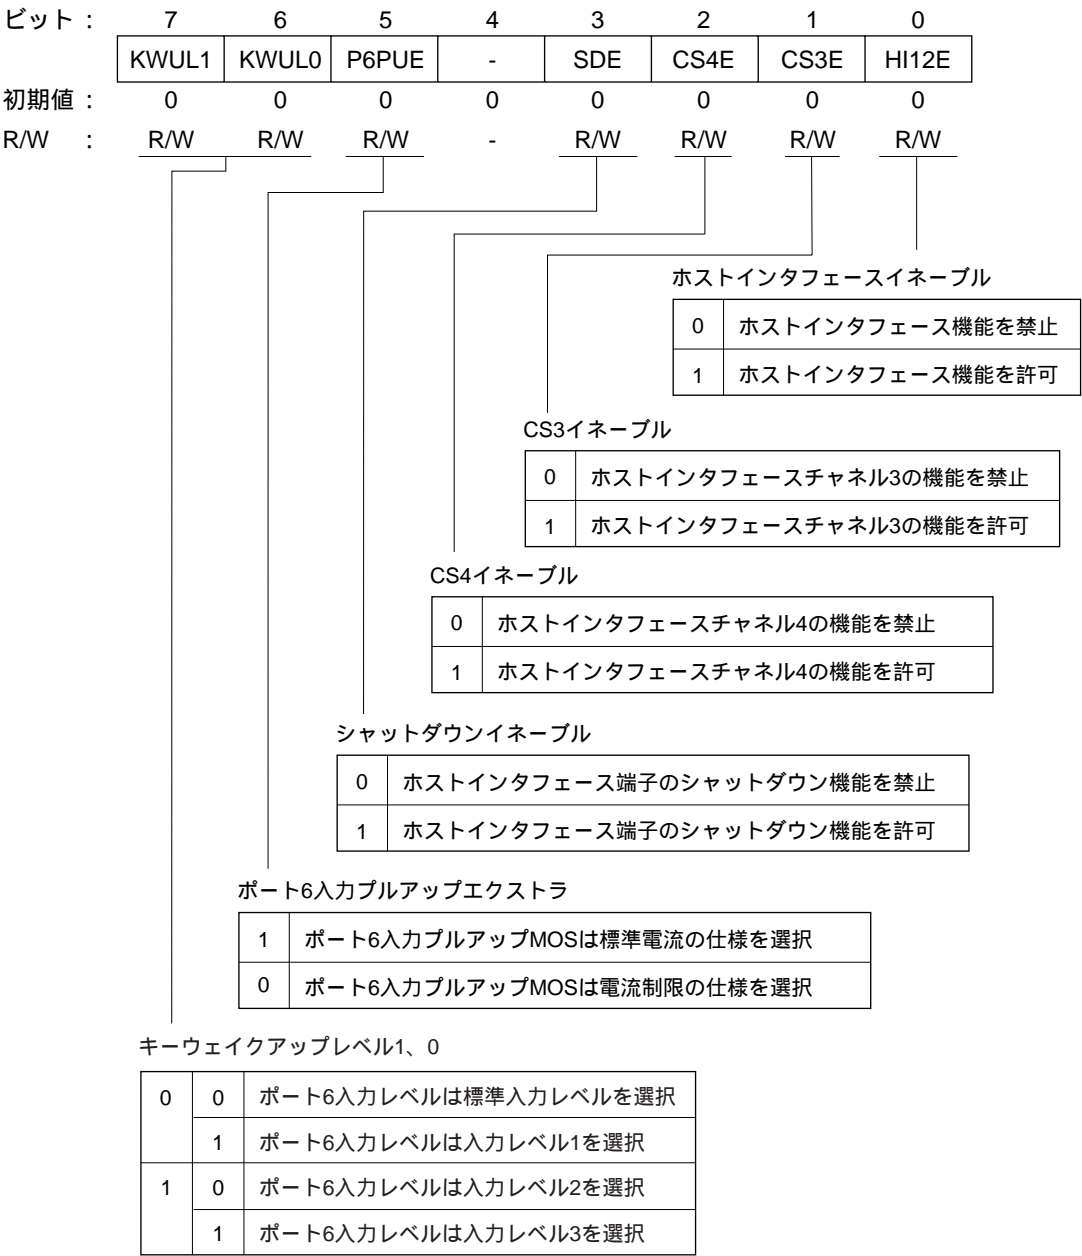 ビット： 7 6 5 4 3 2 1 0
KWUL1 KWUL0 P6PUE - SDE CS4E CS3E HI12E
初期値： 0 0 0 0 0 0 0 0
R/W ： R/W R/W R/W - R/W R/W R/W R/W
ホストインタフェースイネーブル
0 ホストインタフェース機能を禁止
1 ホストインタフェース機能を許可
CS3イネーブル
0 ホストインタフェースチャネル3の機能を禁止
1 ホストインタフェースチャネル3の機能を許可
CS4イネーブル
0 ホストインタフェースチャネル4の機能を禁止
1 ホストインタフェースチャネル4の機能を許可
シャットダウンイネーブル
0 ホストインタフェース端子のシャットダウン機能を禁止
1 ホストインタフェース端子のシャットダウン機能を許可
ポート6入力プルアップエクストラ
1 ポート6入力プルアップMOSは標準電流の仕様を選択
0 ポート6入力プルアップMOSは電流制限の仕様を選択
キーウェイクアップレベル1、0
0 0 ポート6入力レベルは標準入力レベルを選択
1 ポート6入力レベルは入力レベル1を選択
1 0 ポート6入力レベルは入力レベル2を選択
1 ポート6入力レベルは入力レベル3を選択